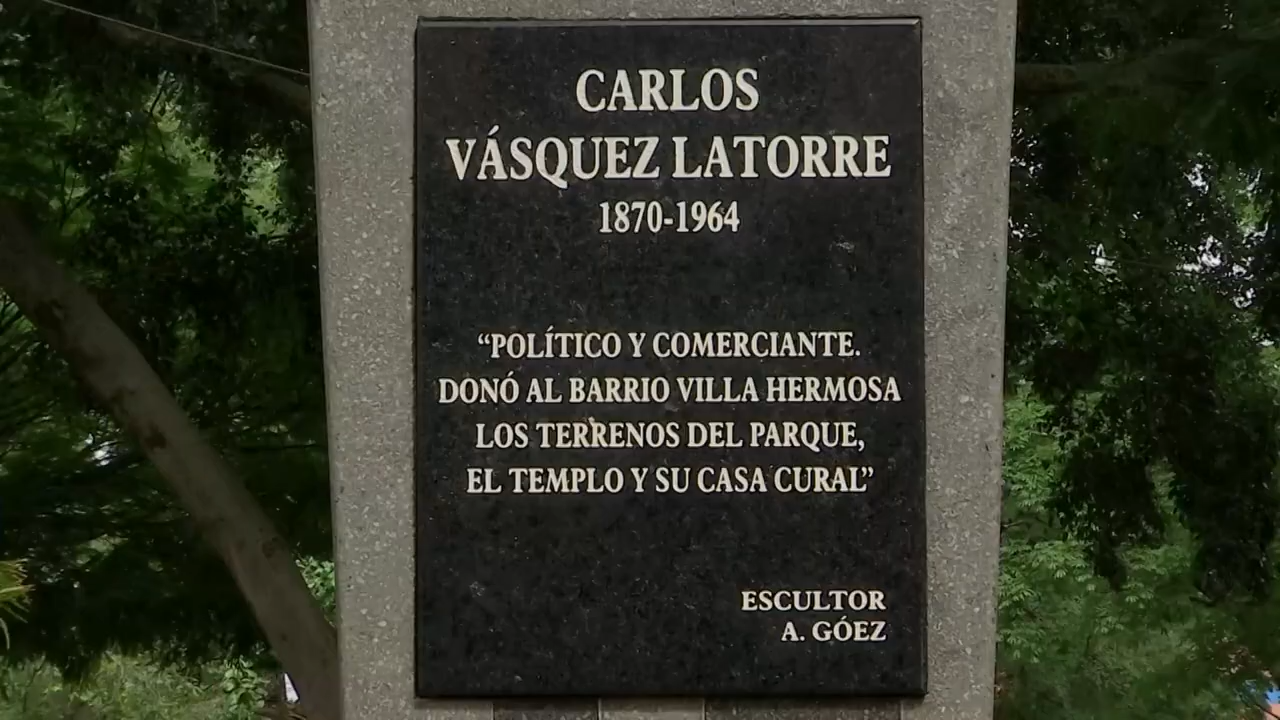 CARLOS
VÁSQUEZ LATORRE
1870-1964
“POLÍTICO Y COMERCIANTE.
DONÓ AL BARRIO VILLA HERMOSA
LOS TERRENOS DEL PARQUE,
EL TEMPLO Y SU CASA CURAL”
ESCULTOR
A. GÓEZ